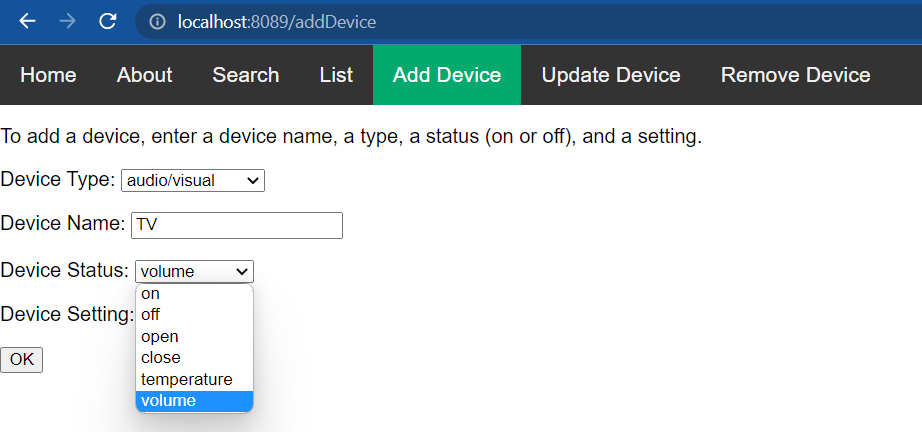 localhost:8089/addDevice
Home About Search List Add Device Update Device Remove Device
To add a device, enter a device name, a type, a status (on or off), and a setting.
Device Type: audio/visual
Device Name: TV
Device Status: volume
on
Device Setting:
off
open
OK
close
temperature
volume